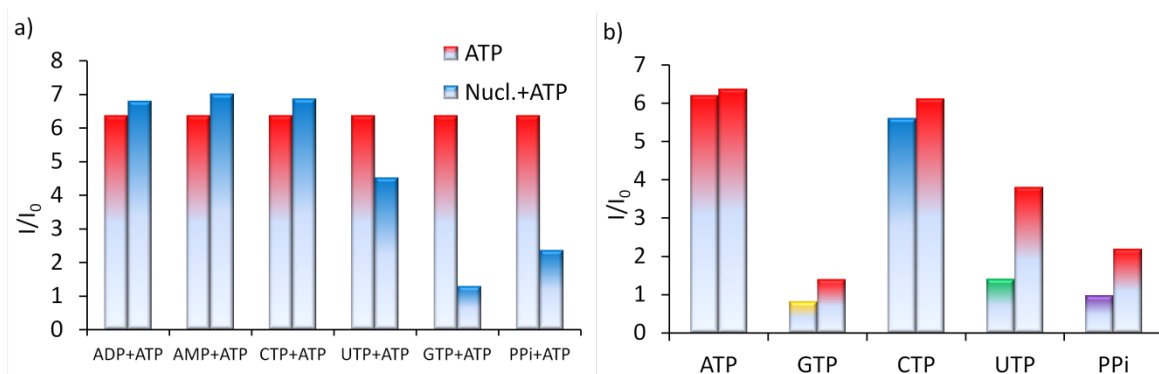 a)
ATP
Nucl.+ATP
8
7
6
5
4
3
2
1
0
I/I0
ADP+ATP AMP+ATP CTP+ATP UTP+ATP GTP+ATP PPi+ATP
b)
7
6
5
4
3
2
1
0
I/I0
ATP GTP CTP UTP PPi